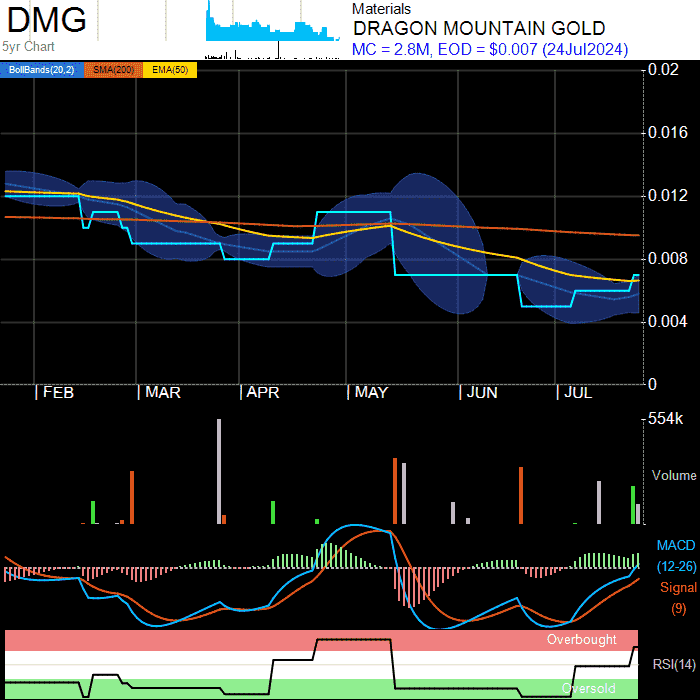 DMG
5yr Chart
Materials
DRAGON MOUNTAIN GOLD
MC = 2.8M, EOD = $0.007 (24Jul2024)
BollBands(20,2) SMA(200) EMA(50)
0.02
0.016
0.012
0.008
0.004
0
| FEB | MAR | APR | MAY | JUN | JUL
554k
Volume
MACD
(12-26)
Signal
(9)
Overbought
RSI(14)
Oversold